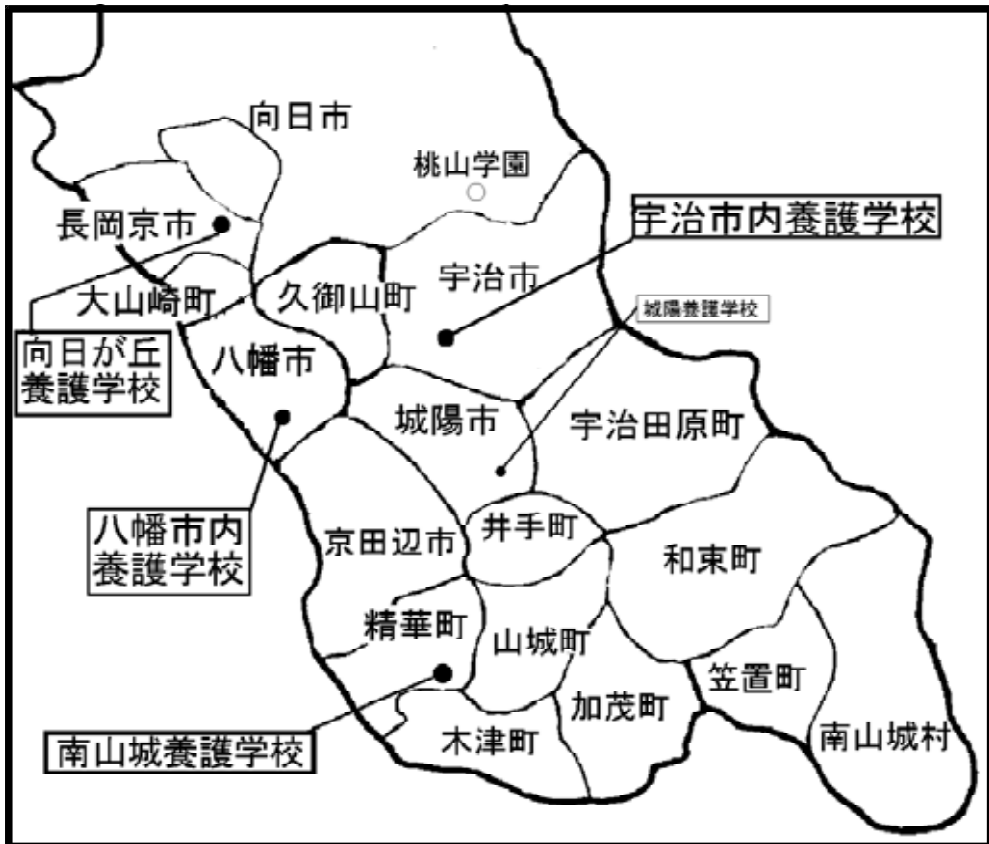 向日市
桃山学園
長岡京市
宇治市内養護学校
宇治市
大山崎町
久御山町
城陽養護学校
向日が丘
養護学校
八幡市
城陽市
宇治田原町
八幡市内
養護学校
京田辺市
井手町
和束町
精華町
山城町
笠置町
加茂町
南山城養護学校
木津町
南山城村